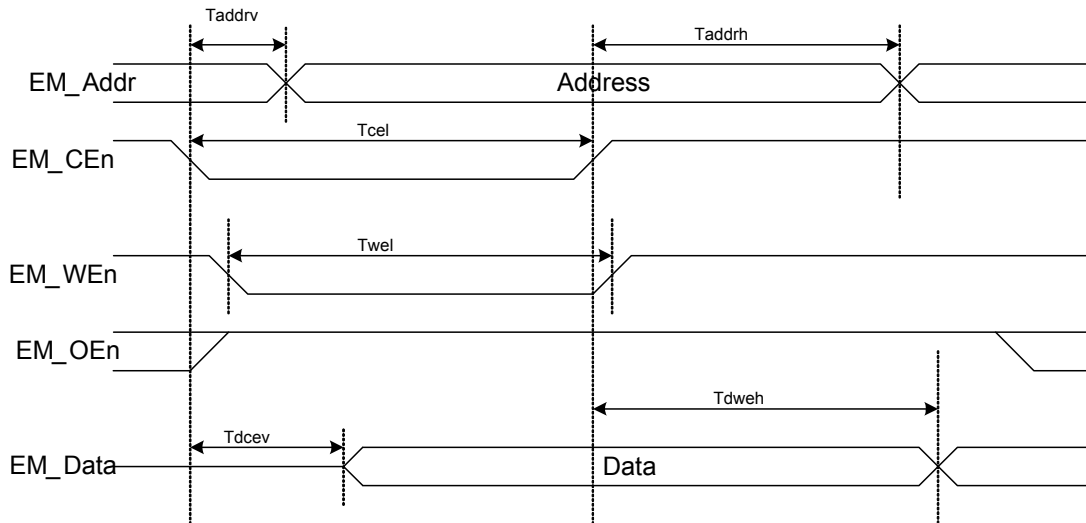 Taddrv
Taddrh
EM_Addr
Address
Tcel
EM_CEn
Twel
EM_WEn
EM_OEn
Tdweh
Tdcev
EM_Data
Data